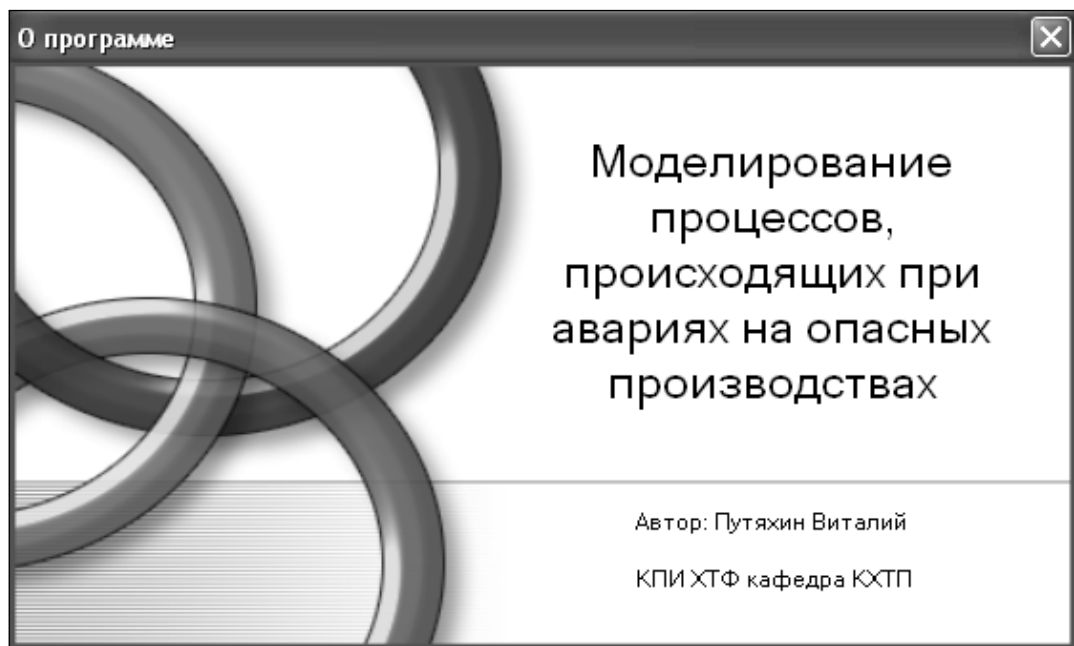 О программе
Моделирование
процессов,
происходящих при
авариях на опасных
производствах
Автор: Путяхин Виталий
КПИ ХТФ кафедра КХТП